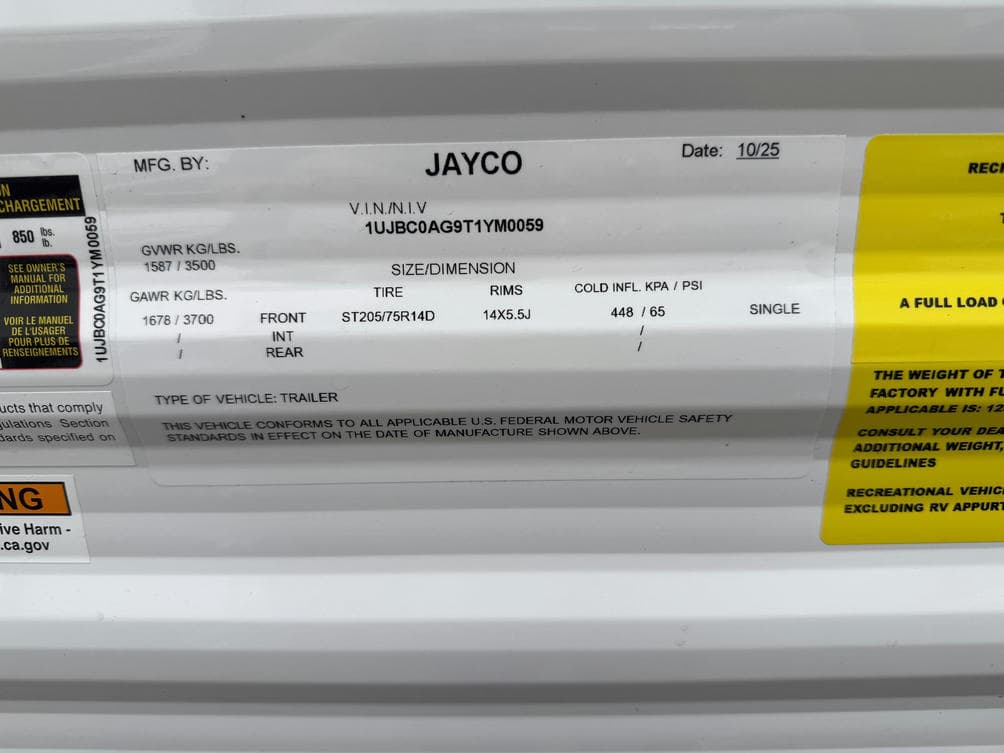 MFG. BY: JAYCO Date: 10/25
V.I.N./N.I.V
1UJBC0AG9T1YM0059
GVWR KG/LBS.
1587 / 3500
SIZE/DIMENSION
GAWR KG/LBS. TIRE RIMS COLD INFL. KPA / PSI
1678 / 3700 FRONT ST205/75R14D 14X5.5J 448 / 65 SINGLE
/ INT /
/ REAR /
TYPE OF VEHICLE: TRAILER
THIS VEHICLE CONFORMS TO ALL APPLICABLE U.S. FEDERAL MOTOR VEHICLE SAFETY
STANDARDS IN EFFECT ON THE DATE OF MANUFACTURE SHOWN ABOVE.
CHARGEMENT
850 lbs.
lb.
SEE OWNER'S
MANUAL FOR
ADDITIONAL
INFORMATION
VOIR LE MANUEL
DE L'USAGER
POUR PLUS DE
RENSEIGNEMENTS
1UJBC0AG9T1YM0059
ucts that comply
gulations Section
dards specified on
NG
ive Harm -
.ca.gov
RECR
A FULL LOAD
THE WEIGHT OF
FACTORY WITH FU
APPLICABLE IS: 12
CONSULT YOUR DEA
ADDITIONAL WEIGHT,
GUIDELINES
RECREATIONAL VEHIC
EXCLUDING RV APPURT